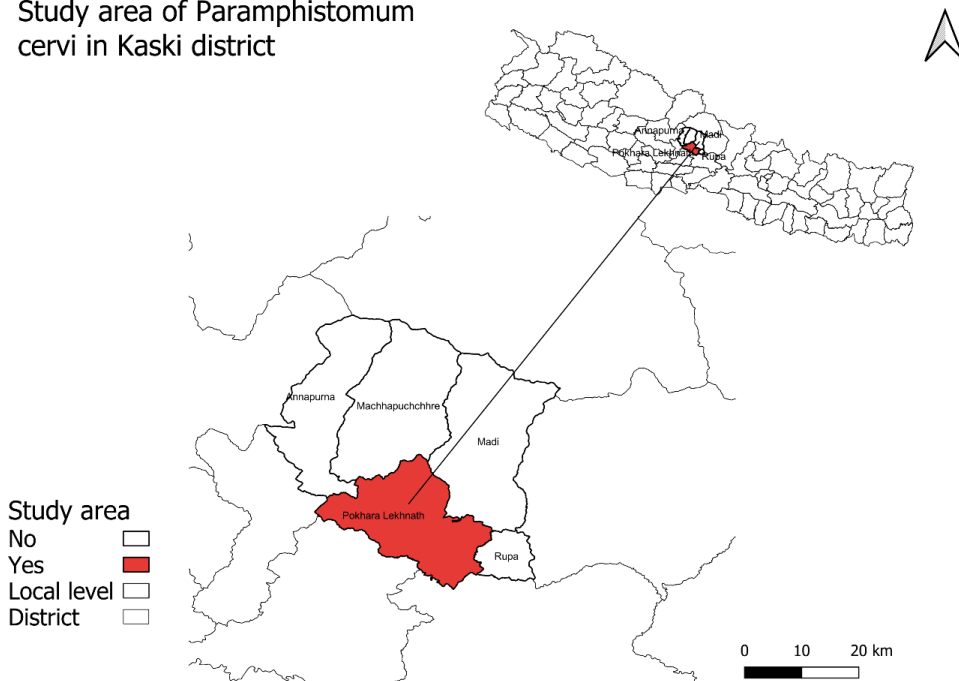 Study area of Paramphistomum
cervi in Kaski district
Annapurna
Madi
Pokhara Lekhnath
Rupa
Annapurna
Machhapuchchhre
Madi
Pokhara Lekhnath
Rupa
Study area
No
Yes
Local level
District
0 10 20 km